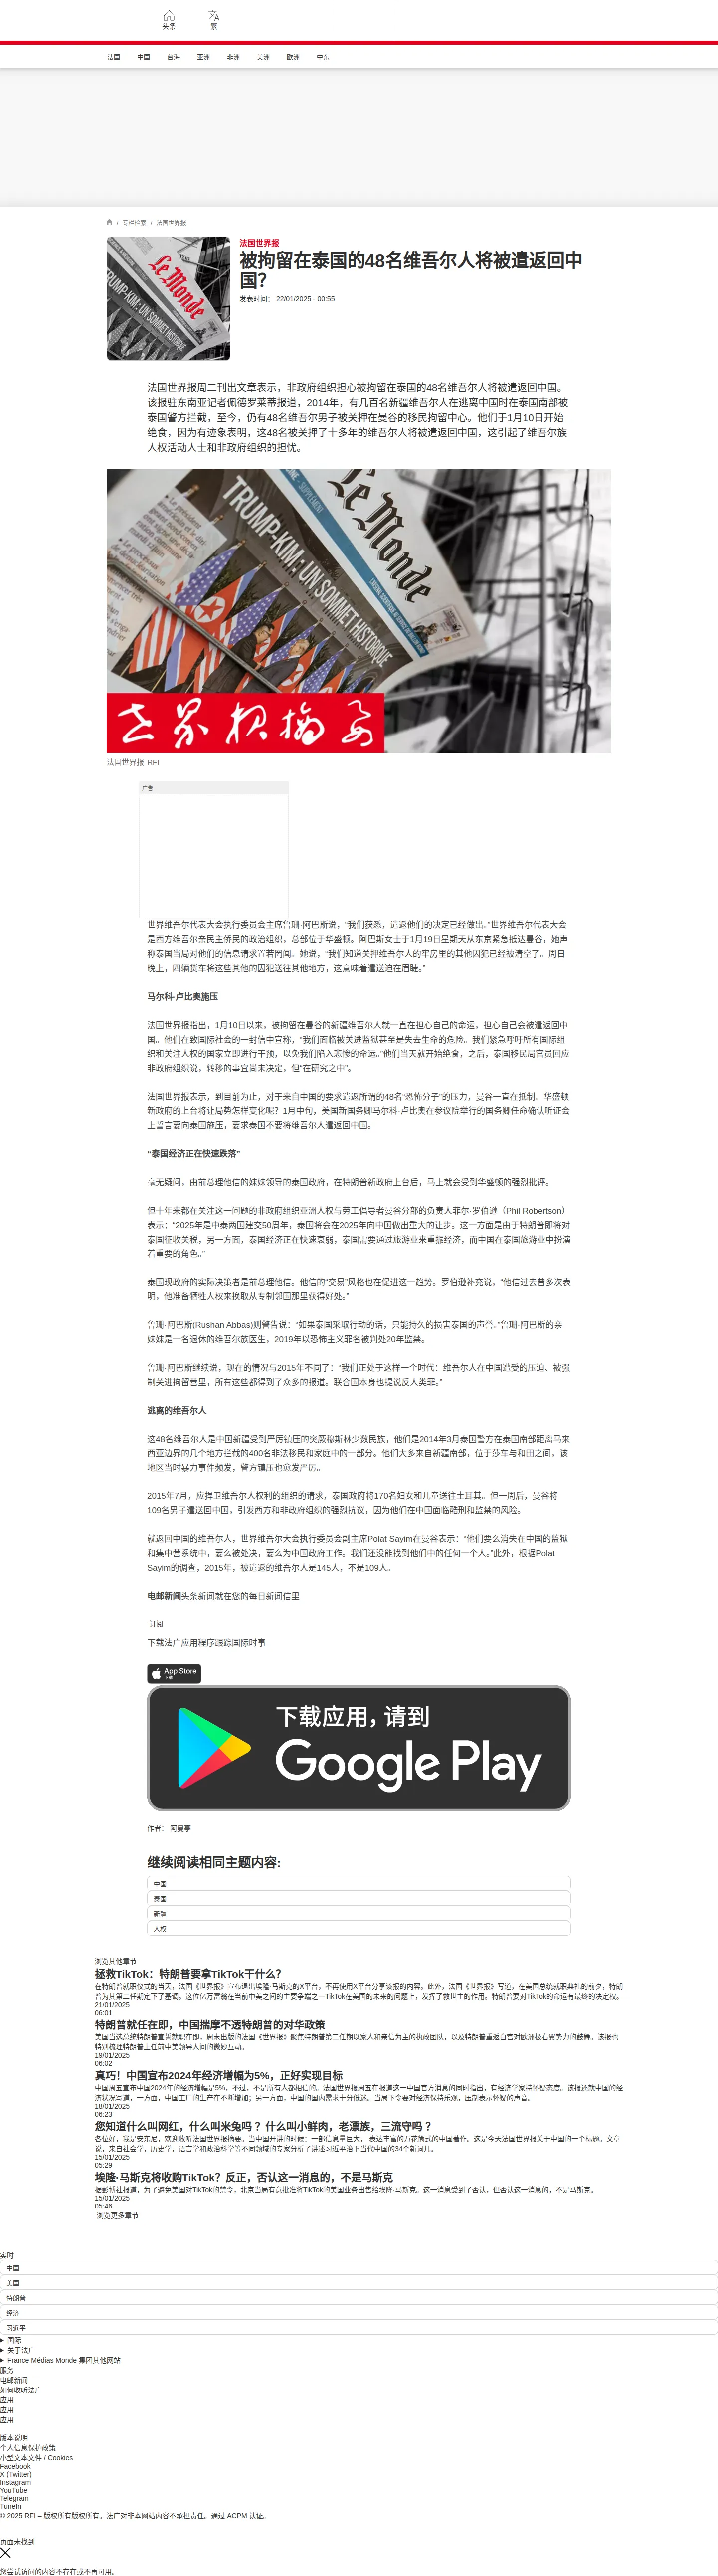 头条
繁
法国
中国
台海
亚洲
非洲
美洲
欧洲
中东
/ 专栏检索 / 法国世界报
法国世界报
被拘留在泰国的48名维吾尔人将被遣返回中
国？
发表时间： 22/01/2025 - 00:55
法国世界报周二刊出文章表示，非政府组织担心被拘留在泰国的48名维吾尔人将被遣返回中国。
该报驻东南亚记者佩德罗莱蒂报道，2014年，有几百名新疆维吾尔人在逃离中国时在泰国南部被
泰国警方拦截，至今，仍有48名维吾尔男子被关押在曼谷的移民拘留中心。他们于1月10日开始
绝食，因为有迹象表明，这48名被关押了十多年的维吾尔人将被遣返回中国，这引起了维吾尔族
人权活动人士和非政府组织的担忧。
Le Monde
TRUMP-KIM : UN SOMMET HISTORIQUE
世界报摘要
法国世界报 RFI
广告
世界维吾尔代表大会执行委员会主席鲁珊·阿巴斯说，“我们获悉，遣返他们的决定已经做出。”世界维吾尔代表大会
是西方维吾尔亲民主侨民的政治组织，总部位于华盛顿。阿巴斯女士于1月19日星期天从东京紧急抵达曼谷，她声
称泰国当局对他们的信息请求置若罔闻。她说，“我们知道关押维吾尔人的牢房里的其他囚犯已经被清空了。周日
晚上，四辆货车将这些其他的囚犯送往其他地方，这意味着遣送迫在眉睫。”
马尔科·卢比奥施压
法国世界报指出，1月10日以来，被拘留在曼谷的新疆维吾尔人就一直在担心自己的命运，担心自己会被遣返回中
国。他们在致国际社会的一封信中宣称，“我们面临被关进监狱甚至是失去生命的危险。我们紧急呼吁所有国际组
织和关注人权的国家立即进行干预，以免我们陷入悲惨的命运。”他们当天就开始绝食，之后，泰国移民局官员回应
非政府组织说，转移的事宜尚未决定，但“在研究之中”。
法国世界报表示，到目前为止，对于来自中国的要求遣返所谓的48名“恐怖分子”的压力，曼谷一直在抵制。华盛顿
新政府的上台将让局势怎样变化呢？1月中旬，美国新国务卿马尔科·卢比奥在参议院举行的国务卿任命确认听证会
上誓言要向泰国施压，要求泰国不要将维吾尔人遣返回中国。
“泰国经济正在快速跌落”
毫无疑问，由前总理他信的妹妹领导的泰国政府，在特朗普新政府上台后，马上就会受到华盛顿的强烈批评。
但十年来都在关注这一问题的非政府组织亚洲人权与劳工倡导者曼谷分部的负责人菲尔·罗伯逊（Phil Robertson）
表示：“2025年是中泰两国建交50周年，泰国将会在2025年向中国做出重大的让步。这一方面是由于特朗普即将对
泰国征收关税，另一方面，泰国经济正在快速衰弱，泰国需要通过旅游业来重振经济，而中国在泰国旅游业中扮演
着重要的角色。”
泰国现政府的实际决策者是前总理他信。他信的“交易”风格也在促进这一趋势。罗伯逊补充说，“他信过去曾多次表
明，他准备牺牲人权来换取从专制邻国那里获得好处。”
鲁珊·阿巴斯(Rushan Abbas)则警告说：“如果泰国采取行动的话，只能持久的损害泰国的声誉。”鲁珊·阿巴斯的亲
妹妹是一名退休的维吾尔族医生，2019年以恐怖主义罪名被判处20年监禁。
鲁珊·阿巴斯继续说，现在的情况与2015年不同了：“我们正处于这样一个时代：维吾尔人在中国遭受的压迫、被强
制关进拘留营里，所有这些都得到了众多的报道。联合国本身也提说反人类罪。”
逃离的维吾尔人
这48名维吾尔人是中国新疆受到严厉镇压的突厥穆斯林少数民族，他们是2014年3月泰国警方在泰国南部距离马来
西亚边界的几个地方拦截的400名非法移民和家庭中的一部分。他们大多来自新疆南部，位于莎车与和田之间，该
地区当时暴力事件频发，警方镇压也愈发严厉。
2015年7月，应捍卫维吾尔人权利的组织的请求，泰国政府将170名妇女和儿童送往土耳其。但一周后，曼谷将
109名男子遣送回中国，引发西方和非政府组织的强烈抗议，因为他们在中国面临酷刑和监禁的风险。
就返回中国的维吾尔人，世界维吾尔大会执行委员会副主席Polat Sayim在曼谷表示：“他们要么消失在中国的监狱
和集中营系统中，要么被处决，要么为中国政府工作。我们还没能找到他们中的任何一个人。”此外，根据Polat
Sayim的调查，2015年，被遣返的维吾尔人是145人，不是109人。
电邮新闻头条新闻就在您的每日新闻信里
订阅
下载法广应用程序跟踪国际时事
App Store
下载
下载应用，请到
Google Play
作者： 阿曼亭
继续阅读相同主题内容:
中国
泰国
新疆
人权
浏览其他章节
拯救TikTok：特朗普要拿TikTok干什么？
在特朗普就职仪式的当天，法国《世界报》宣布退出埃隆·马斯克的X平台，不再使用X平台分享该报的内容。此外，法国《世界报》写道，在美国总统就职典礼的前夕，特朗
普为其第二任期定下了基调。这位亿万富翁在当前中美之间的主要争端之一TikTok在美国的未来的问题上，发挥了救世主的作用。特朗普要对TikTok的命运有最终的决定权。
21/01/2025
06:01
特朗普就任在即，中国揣摩不透特朗普的对华政策
美国当选总统特朗普宣誓就职在即，周末出版的法国《世界报》聚焦特朗普第二任期以家人和亲信为主的执政团队，以及特朗普重返白宫对欧洲极右翼势力的鼓舞。该报也
特别梳理特朗普上任前中美领导人间的微妙互动。
19/01/2025
06:02
真巧！中国宣布2024年经济增幅为5%，正好实现目标
中国周五宣布中国2024年的经济增幅是5%，不过，不是所有人都相信的。法国世界报周五在报道这一中国官方消息的同时指出，有经济学家持怀疑态度。该报还就中国的经
济状况写道，一方面，中国工厂的生产在不断增加；另一方面，中国的国内需求十分低迷。当局下令要对经济保持乐观，压制表示怀疑的声音。
18/01/2025
06:23
您知道什么叫网红，什么叫米兔吗 ？什么叫小鲜肉，老漂族，三流守吗 ？
各位好，我是安东尼，欢迎收听法国世界报摘要。当中国开讲的时候：一部信息量巨大， 表达丰富的万花筒式的中国著作。这是今天法国世界报关于中国的一个标题。文章
说，来自社会学，历史学，语言学和政治科学等不同领域的专家分析了讲述习近平治下当代中国的34个新词儿。
15/01/2025
05:29
埃隆·马斯克将收购TikTok？反正，否认这一消息的，不是马斯克
据彭博社报道，为了避免美国对TikTok的禁令，北京当局有意批准将TikTok的美国业务出售给埃隆·马斯克。这一消息受到了否认，但否认这一消息的，不是马斯克。
15/01/2025
05:46
浏览更多章节
实时
中国
美国
特朗普
经济
习近平
国际
关于法广
France Médias Monde 集团其他网站
服务
电邮新闻
如何收听法广
应用
应用
应用
版本说明
个人信息保护政策
小型文本文件 / Cookies
Facebook
X (Twitter)
Instagram
YouTube
Telegram
TuneIn
© 2025 RFI – 版权所有版权所有。法广对非本网站内容不承担责任。通过 ACPM 认证。
页面未找到
您尝试访问的内容不存在或不再可用。